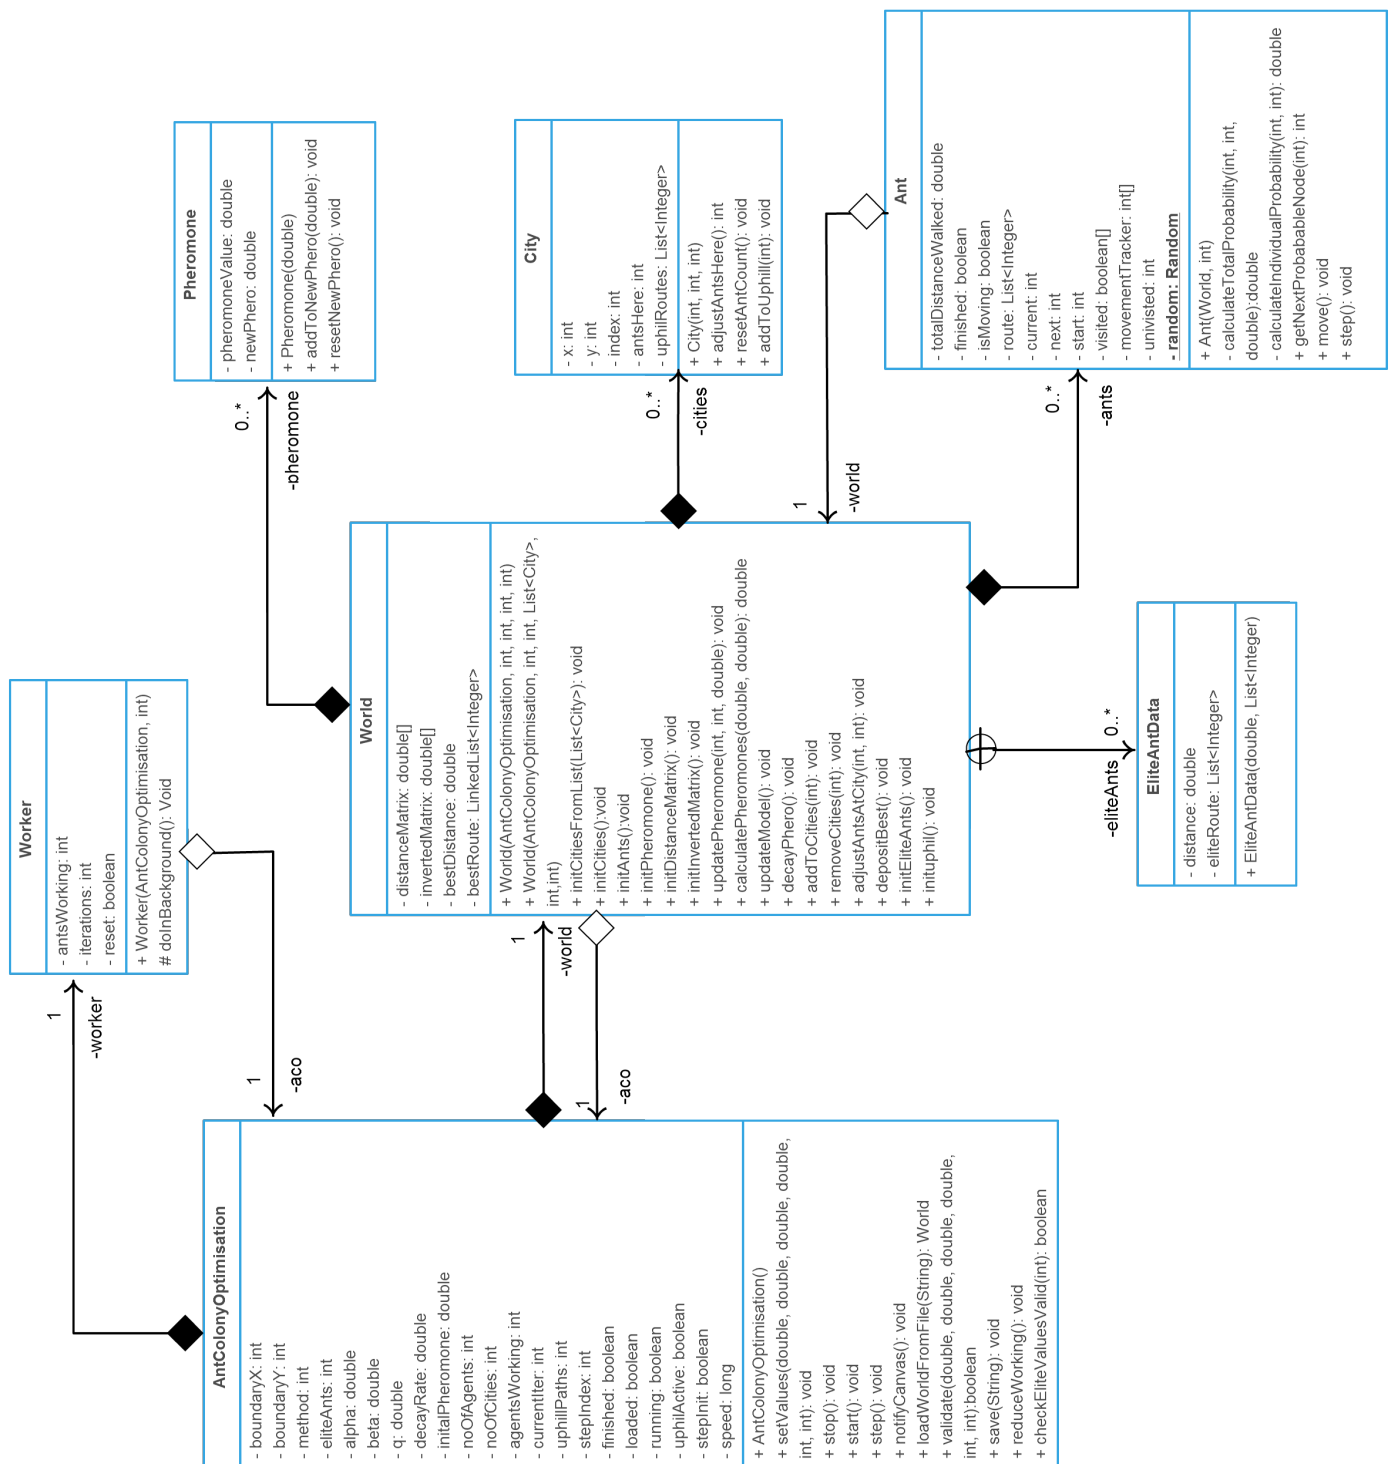 Worker
- antsWorking: int
- iterations: int
- reset: boolean
+ Worker(AntColonyOptimisation, int)
# doInBackground(): Void
1
-worker
1
-aco
AntColonyOptimisation
- boundaryX: int
- boundaryY: int
- method: int
- eliteAnts: int
- alpha: double
- beta: double
- q: double
- decayRate: double
- initalPheromone: double
- noOfAgents: int
- noOfCities: int
- agentsWorking: int
- currentIter: int
- uphillPaths: int
- stepIndex: int
- finished: boolean
- loaded: boolean
- running: boolean
- uphilActive: boolean
- stepInit: boolean
- speed: long
+ AntColonyOptimisation()
+ setValues(double, double, double, double,
int, int): void
+ stop(): void
+ start(): void
+ step(): void
+ notifyCanvas(): void
+ loadWorldFromFile(String): World
+ validate(double, double, double, double,
int, int):boolean
+ save(String): void
+ reduceWorking(): void
+ checkEliteValuesValid(int): boolean
1
-world
1
-aco
World
- distanceMatrix: double[]
- invertedMatrix: double[]
- bestDistance: double
- bestRoute: LinkedList<Integer>
+ World(AntColonyOptimisation, int, int, int, int)
+ World(AntColonyOptimisation, int, int, List<City>,
int,int)
+ initCitiesFromList(List<City>): void
+ initCities():void
+ initAnts():void
+ initPheromone(): void
+ initDistanceMatrix(): void
+ initInvertedMatrix(): void
+ updatePheromone(int, int, double): void
+ calculatePheromones(double, double): double
+ updateModel(): void
+ decayPhero(): void
+ addToCities(int): void
+ removeCities(int): void
+ adjustAntsAtCity(int, int): void
+ depositBest(): void
+ initEliteAnts(): void
+ inituphil(): void
0..*
-pheromone
Pheromone
- pheromoneValue: double
- newPhero: double
+ Pheromone(double)
+ addToNewPhero(double): void
+ resetNewPhero(): void
0..*
-cities
City
- x: int
- y: int
- index: int
- antsHere: int
- uphilRoutes: List<Integer>
+ City(int, int, int)
+ adjustAntsHere(): int
+ resetAntCount(): void
+ addToUphill(int): void
1
-world
0..*
-ants
Ant
- totalDistanceWalked: double
- finished: boolean
- isMoving: boolean
- route: List<Integer>
- current: int
- next: int
- start: int
- visited: boolean[]
- movementTracker: int[]
- univisted: int
- random: Random
+ Ant(World, int)
- calculateTotalProbability(int, int,
double):double
- calculateIndividualProbability(int, int): double
+ getNextProbabableNode(int): int
+ move(): void
+ step(): void
-eliteAnts
0..*
EliteAntData
- distance: double
- eliteRoute: List<Integer>
+ EliteAntData(double, List<Integer)